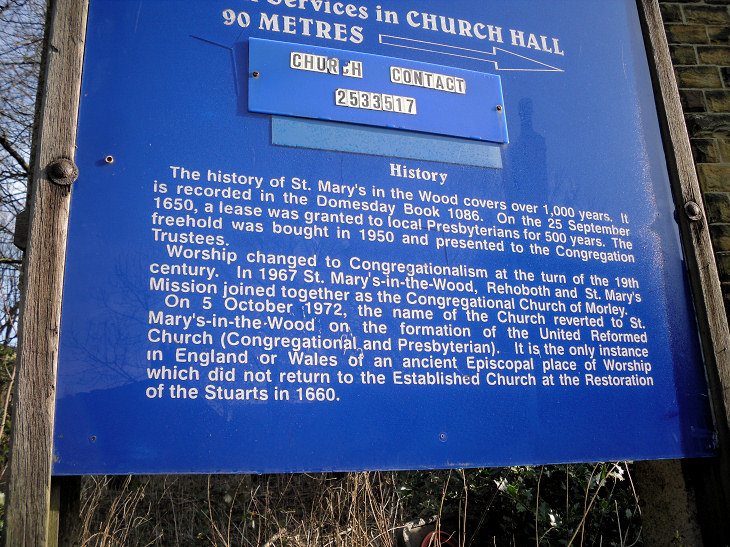 Services in CHURCH HALL
90 METRES
CHURCH CONTACT
2533517
History
The history of St. Mary's in the Wood covers over 1,000 years. It
is recorded in the Domesday Book 1086. On the 25 September
1650, a lease was granted to local Presbyterians for 500 years. The
freehold was bought in 1950 and presented to the Congregation
Trustees.
Worship changed to Congregationalism at the turn of the 19th
century. In 1967 St. Mary's-in-the-Wood, Rehoboth and St. Mary's
Mission joined together as the Congregational Church of Morley.
On 5 October 1972, the name of the Church reverted to St.
Mary's-in-the-Wood on the formation of the United Reformed
Church (Congregational and Presbyterian). It is the only instance
in England or Wales of an ancient Episcopal place of Worship
which did not return to the Established Church at the Restoration
of the Stuarts in 1660.